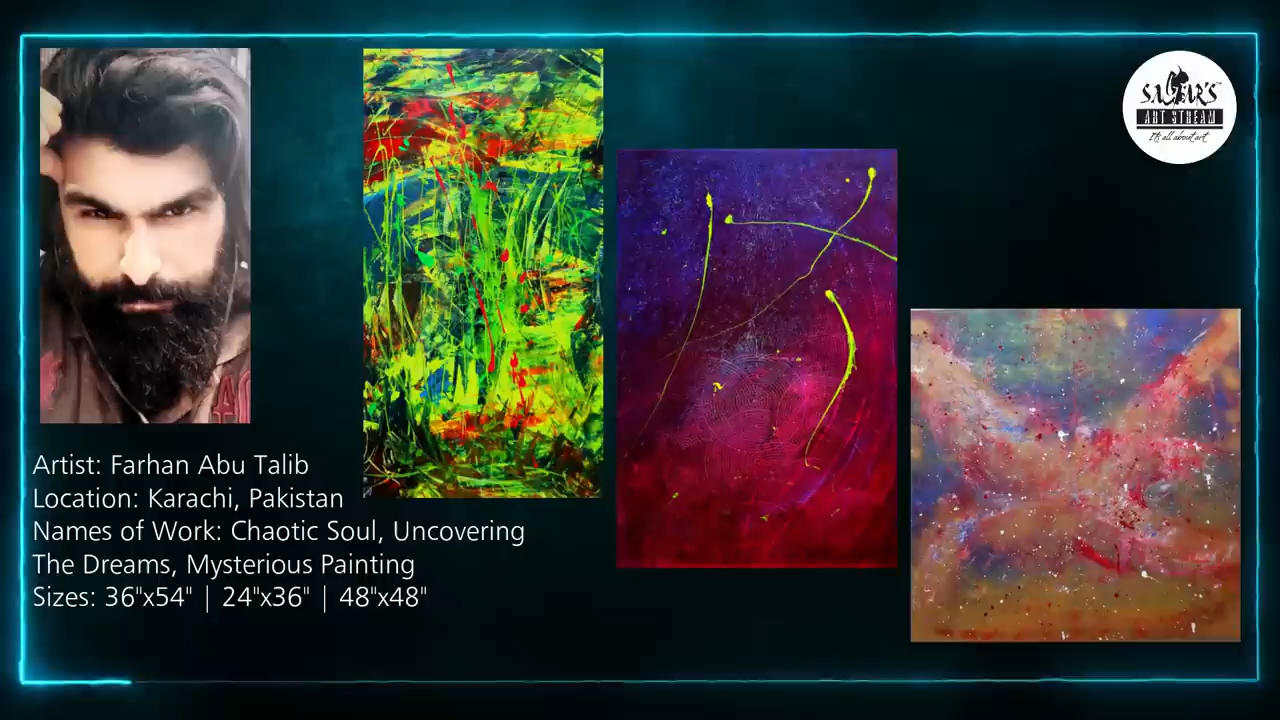 SAGAR'S
ART STREAM
It's all about art
Artist: Farhan Abu Talib
Location: Karachi, Pakistan
Names of Work: Chaotic Soul, Uncovering
The Dreams, Mysterious Painting
Sizes: 36"x54" | 24"x36" | 48"x48"